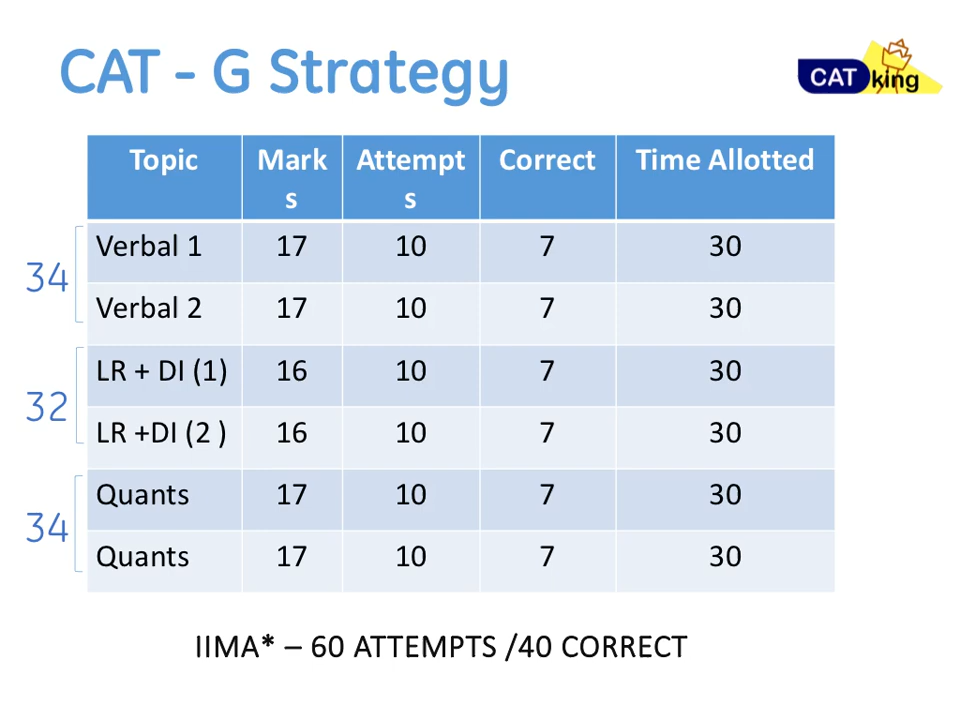 CAT - G Strategy
CAT king
Topic Mark Attempt Correct Time Allotted
s s
Verbal 1 17 10 7 30
34
Verbal 2 17 10 7 30
LR + DI (1) 16 10 7 30
32
LR +DI (2 ) 16 10 7 30
Quants 17 10 7 30
34
Quants 17 10 7 30
IIMA* – 60 ATTEMPTS /40 CORRECT